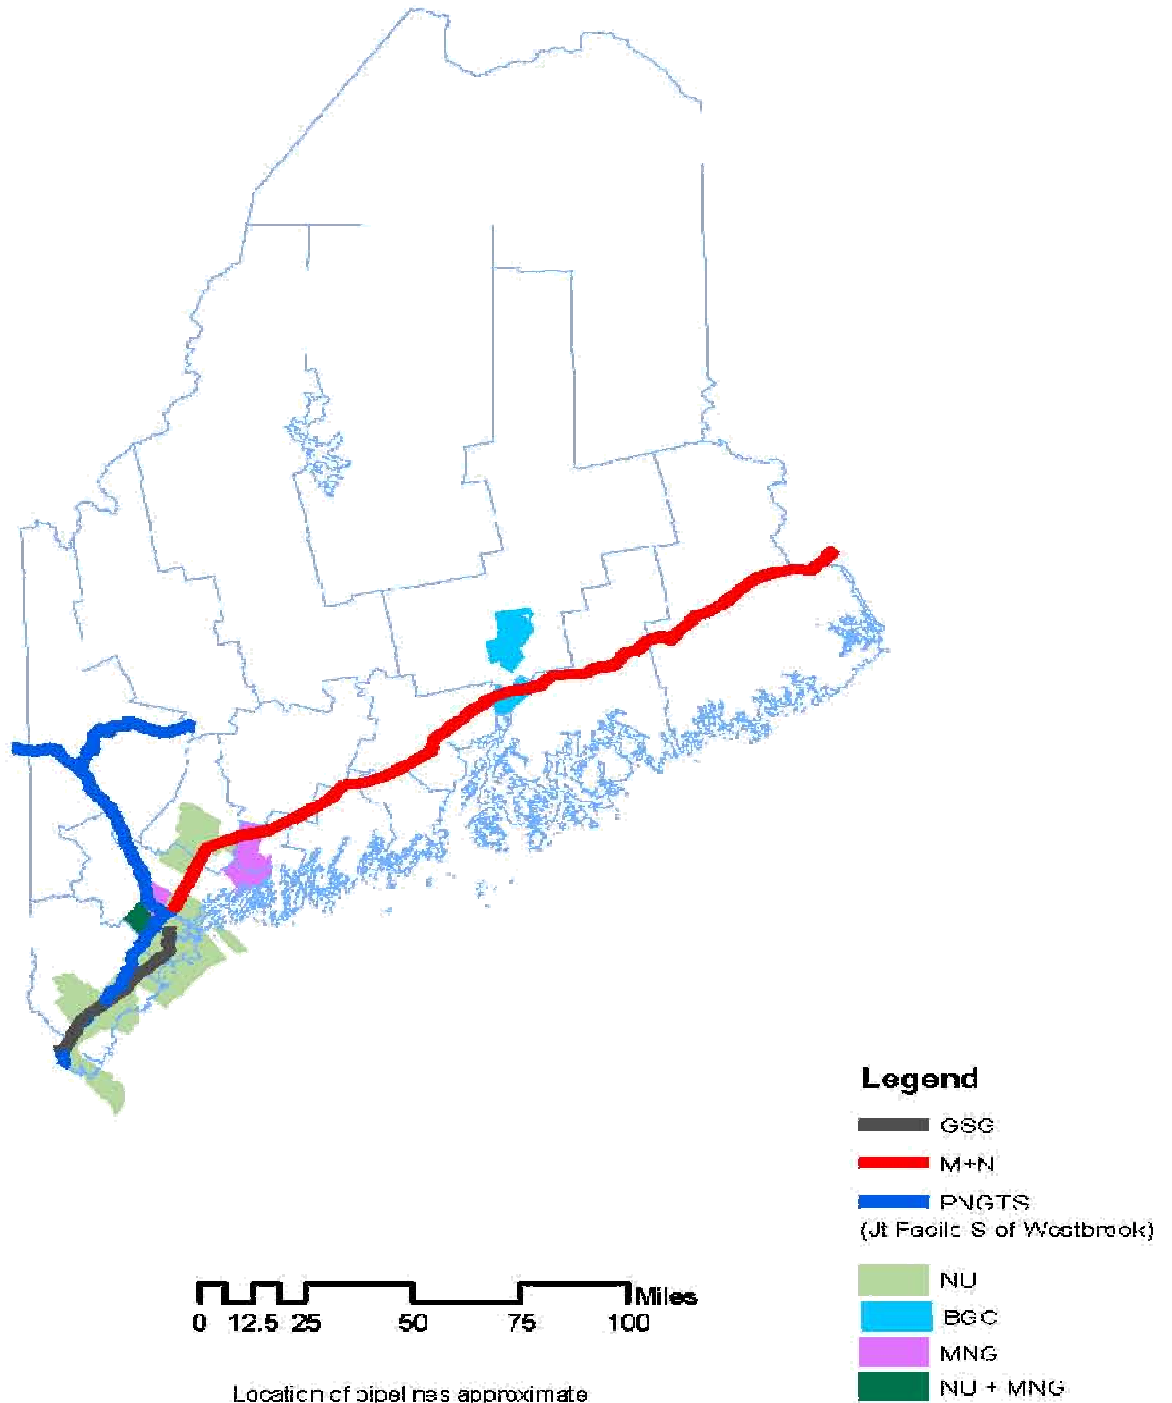 Legend
GSG
M+N
PNGTS
(Jt Facilc S of Westbrook)
NU
BGC
MNG
NU + MNG
Miles
0 12.5 25 50 75 100
Location of pipelines approximate